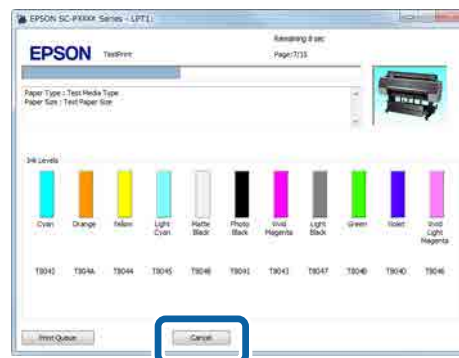 EPSON SC-PXXXX Series - LPT1:
EPSON
TestPrint
Remaining 8 sec
Page:7/15
Paper Type : Test Media Type
Paper Size : Test Paper Size
Ink Levels
Cyan
Orange
Yellow
Light Cyan
Matte Black
Photo Black
Vivid Magenta
Light Black
Green
Violet
Vivid Light Magenta
T8042 T804A T8044 T8045 T8048 T8041 T8043 T8047 T804B T804D T8046
Print Queue
Cancel